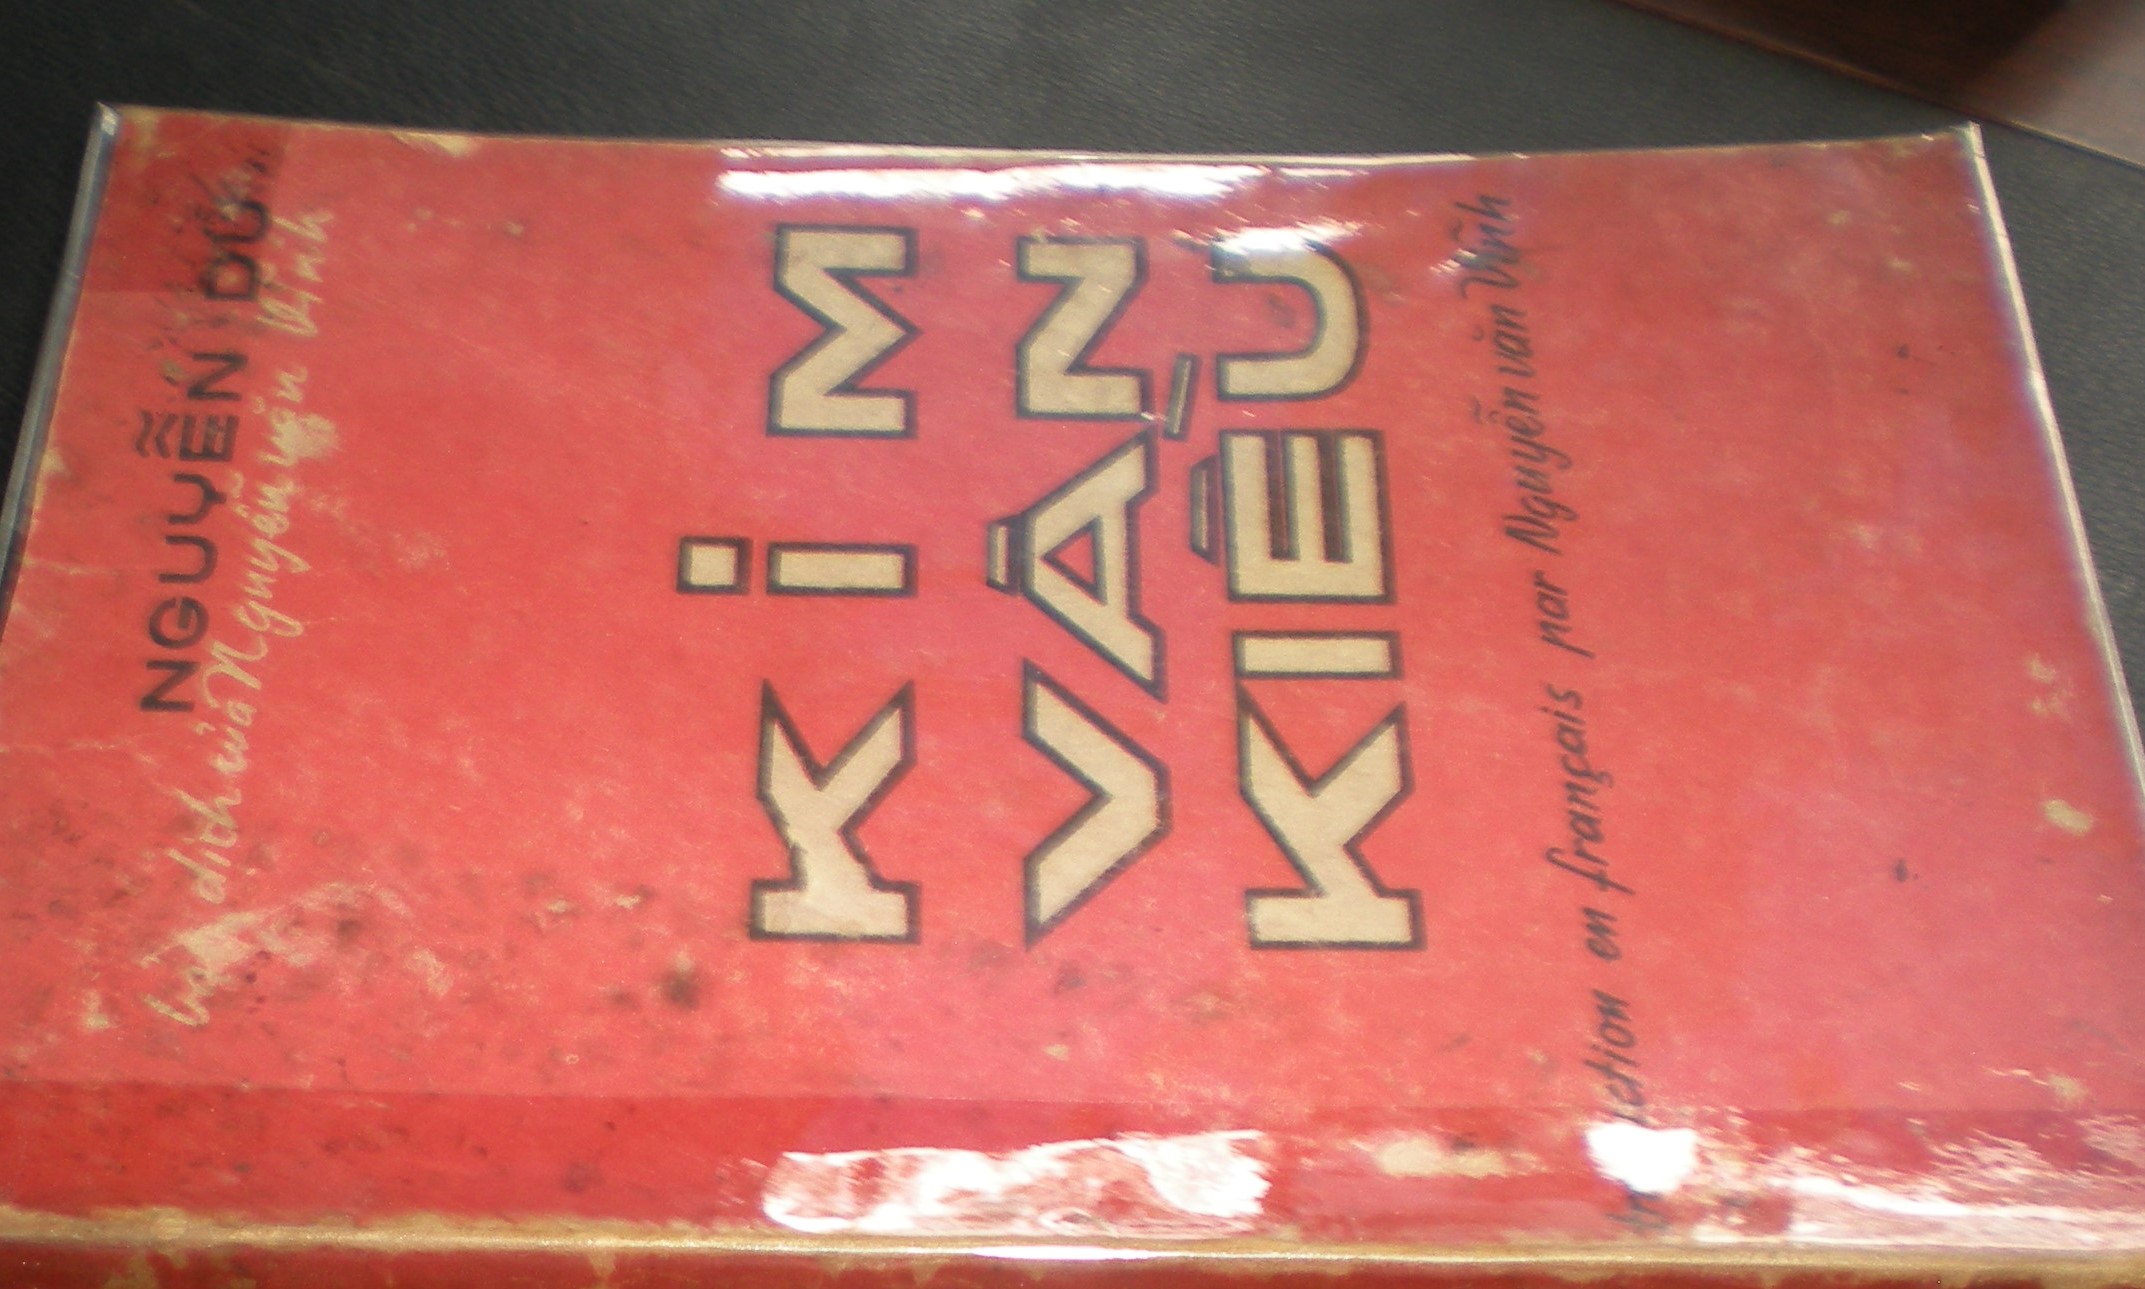 NGUYỄN DU
dịch của Nguyễn văn Vĩnh
KIM
VÂN
KIỀU
en français par Nguyễn văn Vĩnh